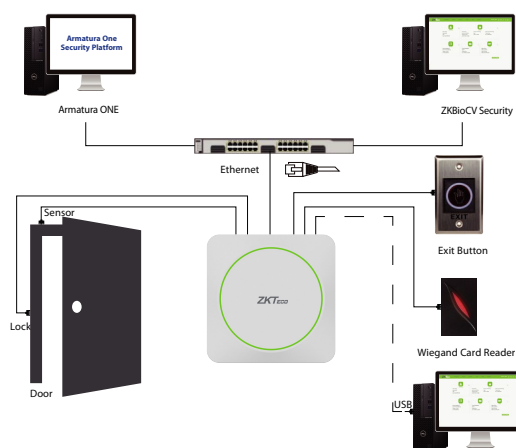 Armatura One
Security Platform
Armatura ONE
ZKBioCV Security
Ethernet
Sensor
EXIT
Exit Button
ZKTeco
Lock
Wiegand Card Reader
Door
USB